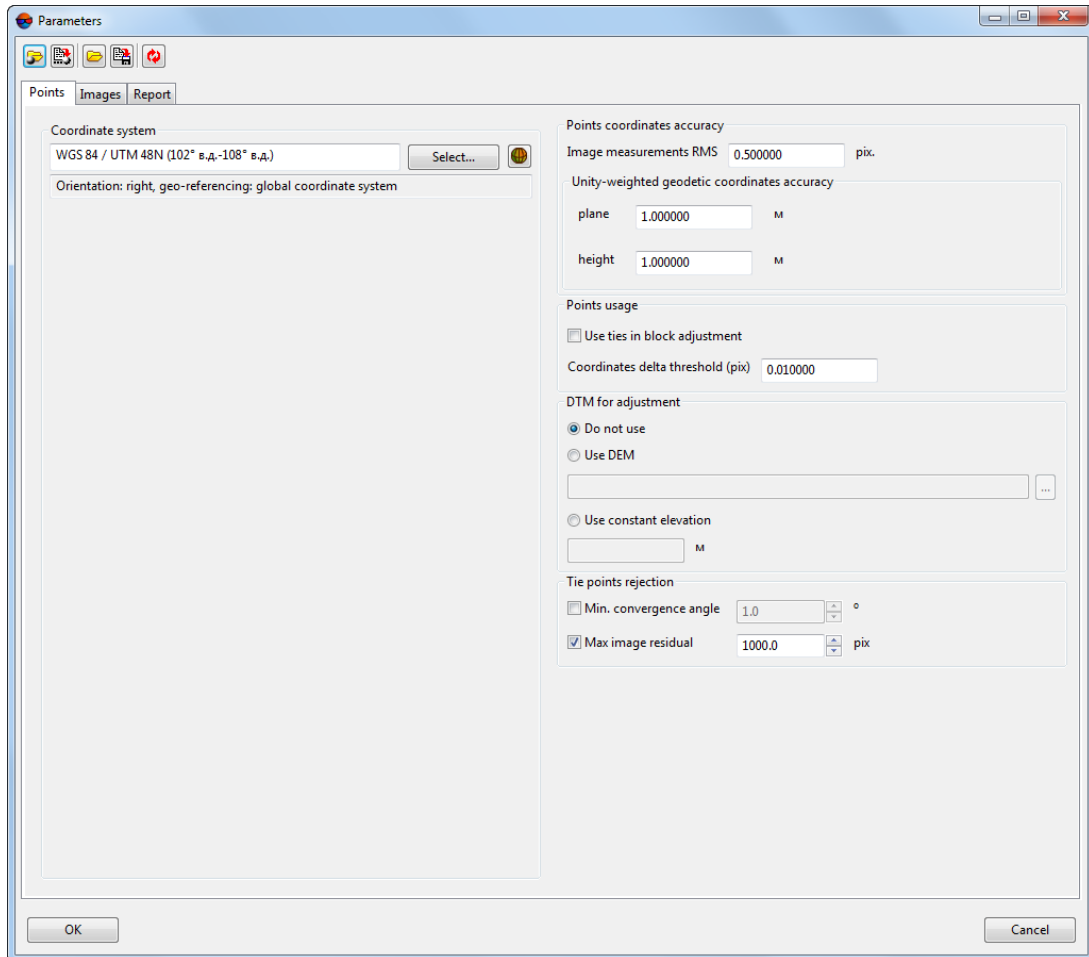 Parameters
Points Images Report
Coordinate system
WGS 84 / UTM 48N (102° в.д.-108° в.д.)
Select...
Orientation: right, geo-referencing: global coordinate system
Points coordinates accuracy
Image measurements RMS 0.500000 pix.
Unity-weighted geodetic coordinates accuracy
plane 1.000000 м
height 1.000000 м
Points usage
Use ties in block adjustment
Coordinates delta threshold (pix) 0.010000
DTM for adjustment
Do not use
Use DEM
...
Use constant elevation
м
Tie points rejection
Min. convergence angle 1.0 °
Max image residual 1000.0 pix
OK
Cancel